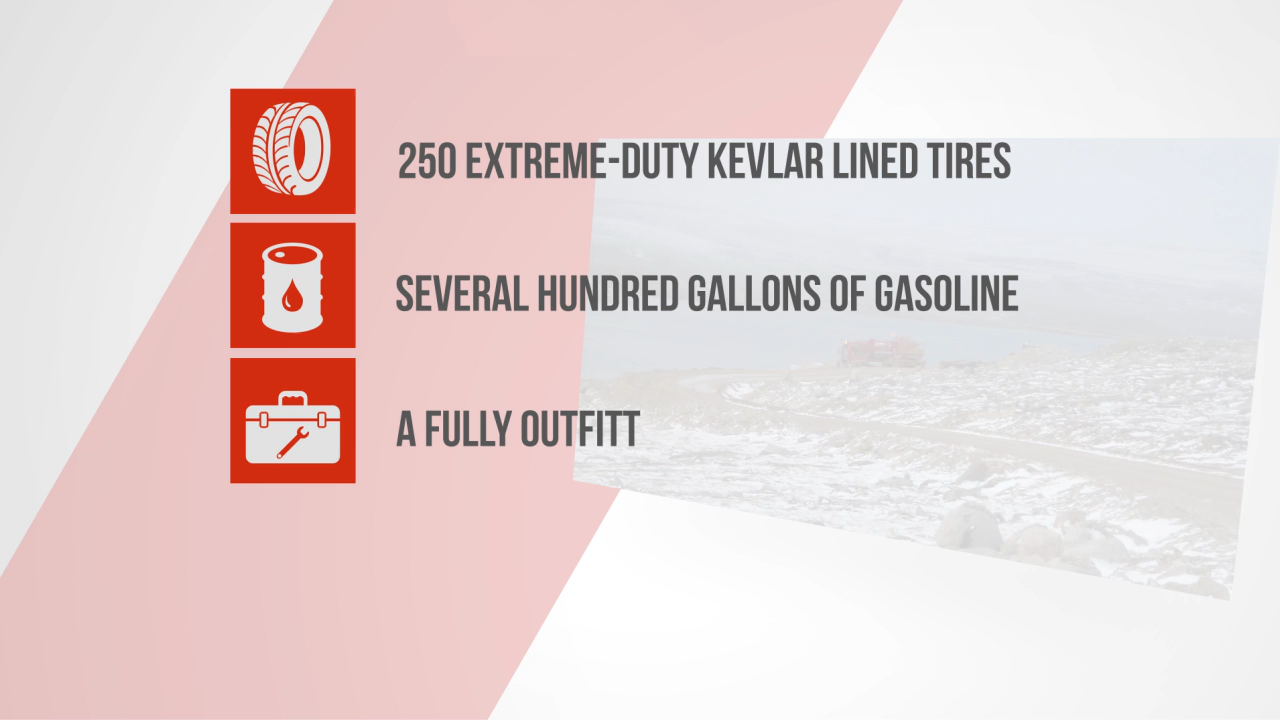 250 EXTREME-DUTY KEVLAR LINED TIRES
SEVERAL HUNDRED GALLONS OF GASOLINE
A FULLY OUTFITT